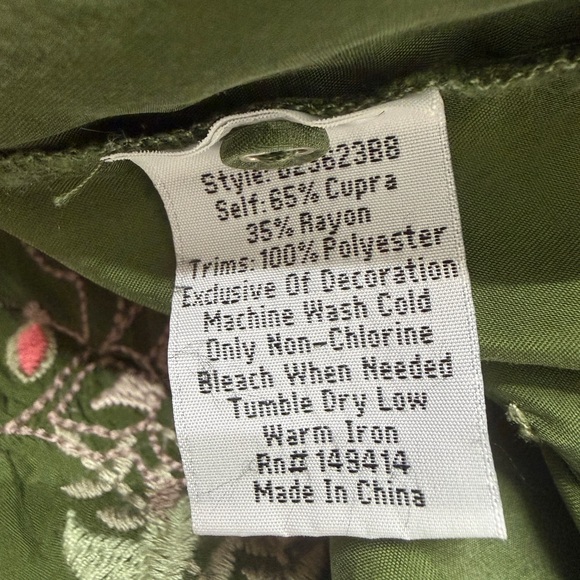 Style:
Self: 65% Cupra
35% Rayon
Trims: 100% Polyester
Exclusive Of Decoration
Machine Wash Cold
Only Non-Chlorine
Bleach When Needed
Tumble Dry Low
Warm Iron
Rn# 149414
Made In China